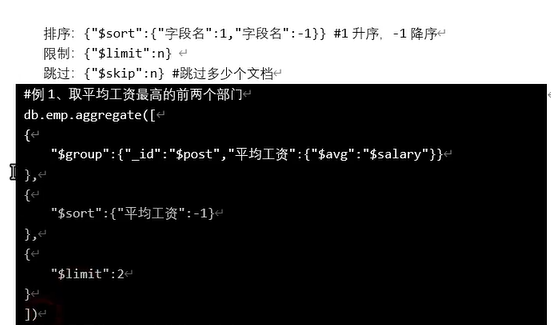 排序：{"$sort":{"字段名":1,"字段名":-1}} #1 升序，-1 降序
限制：{"$limit":n}
跳过：{"$skip":n} #跳过多少个文档
#例 1、取平均工资最高的前两个部门
db.emp.aggregate([
{
"$group":{"_id":"$post","平均工资":{"$avg":"$salary"}}
},
{
"$sort":{"平均工资":-1}
},
{
"$limit":2
}
])